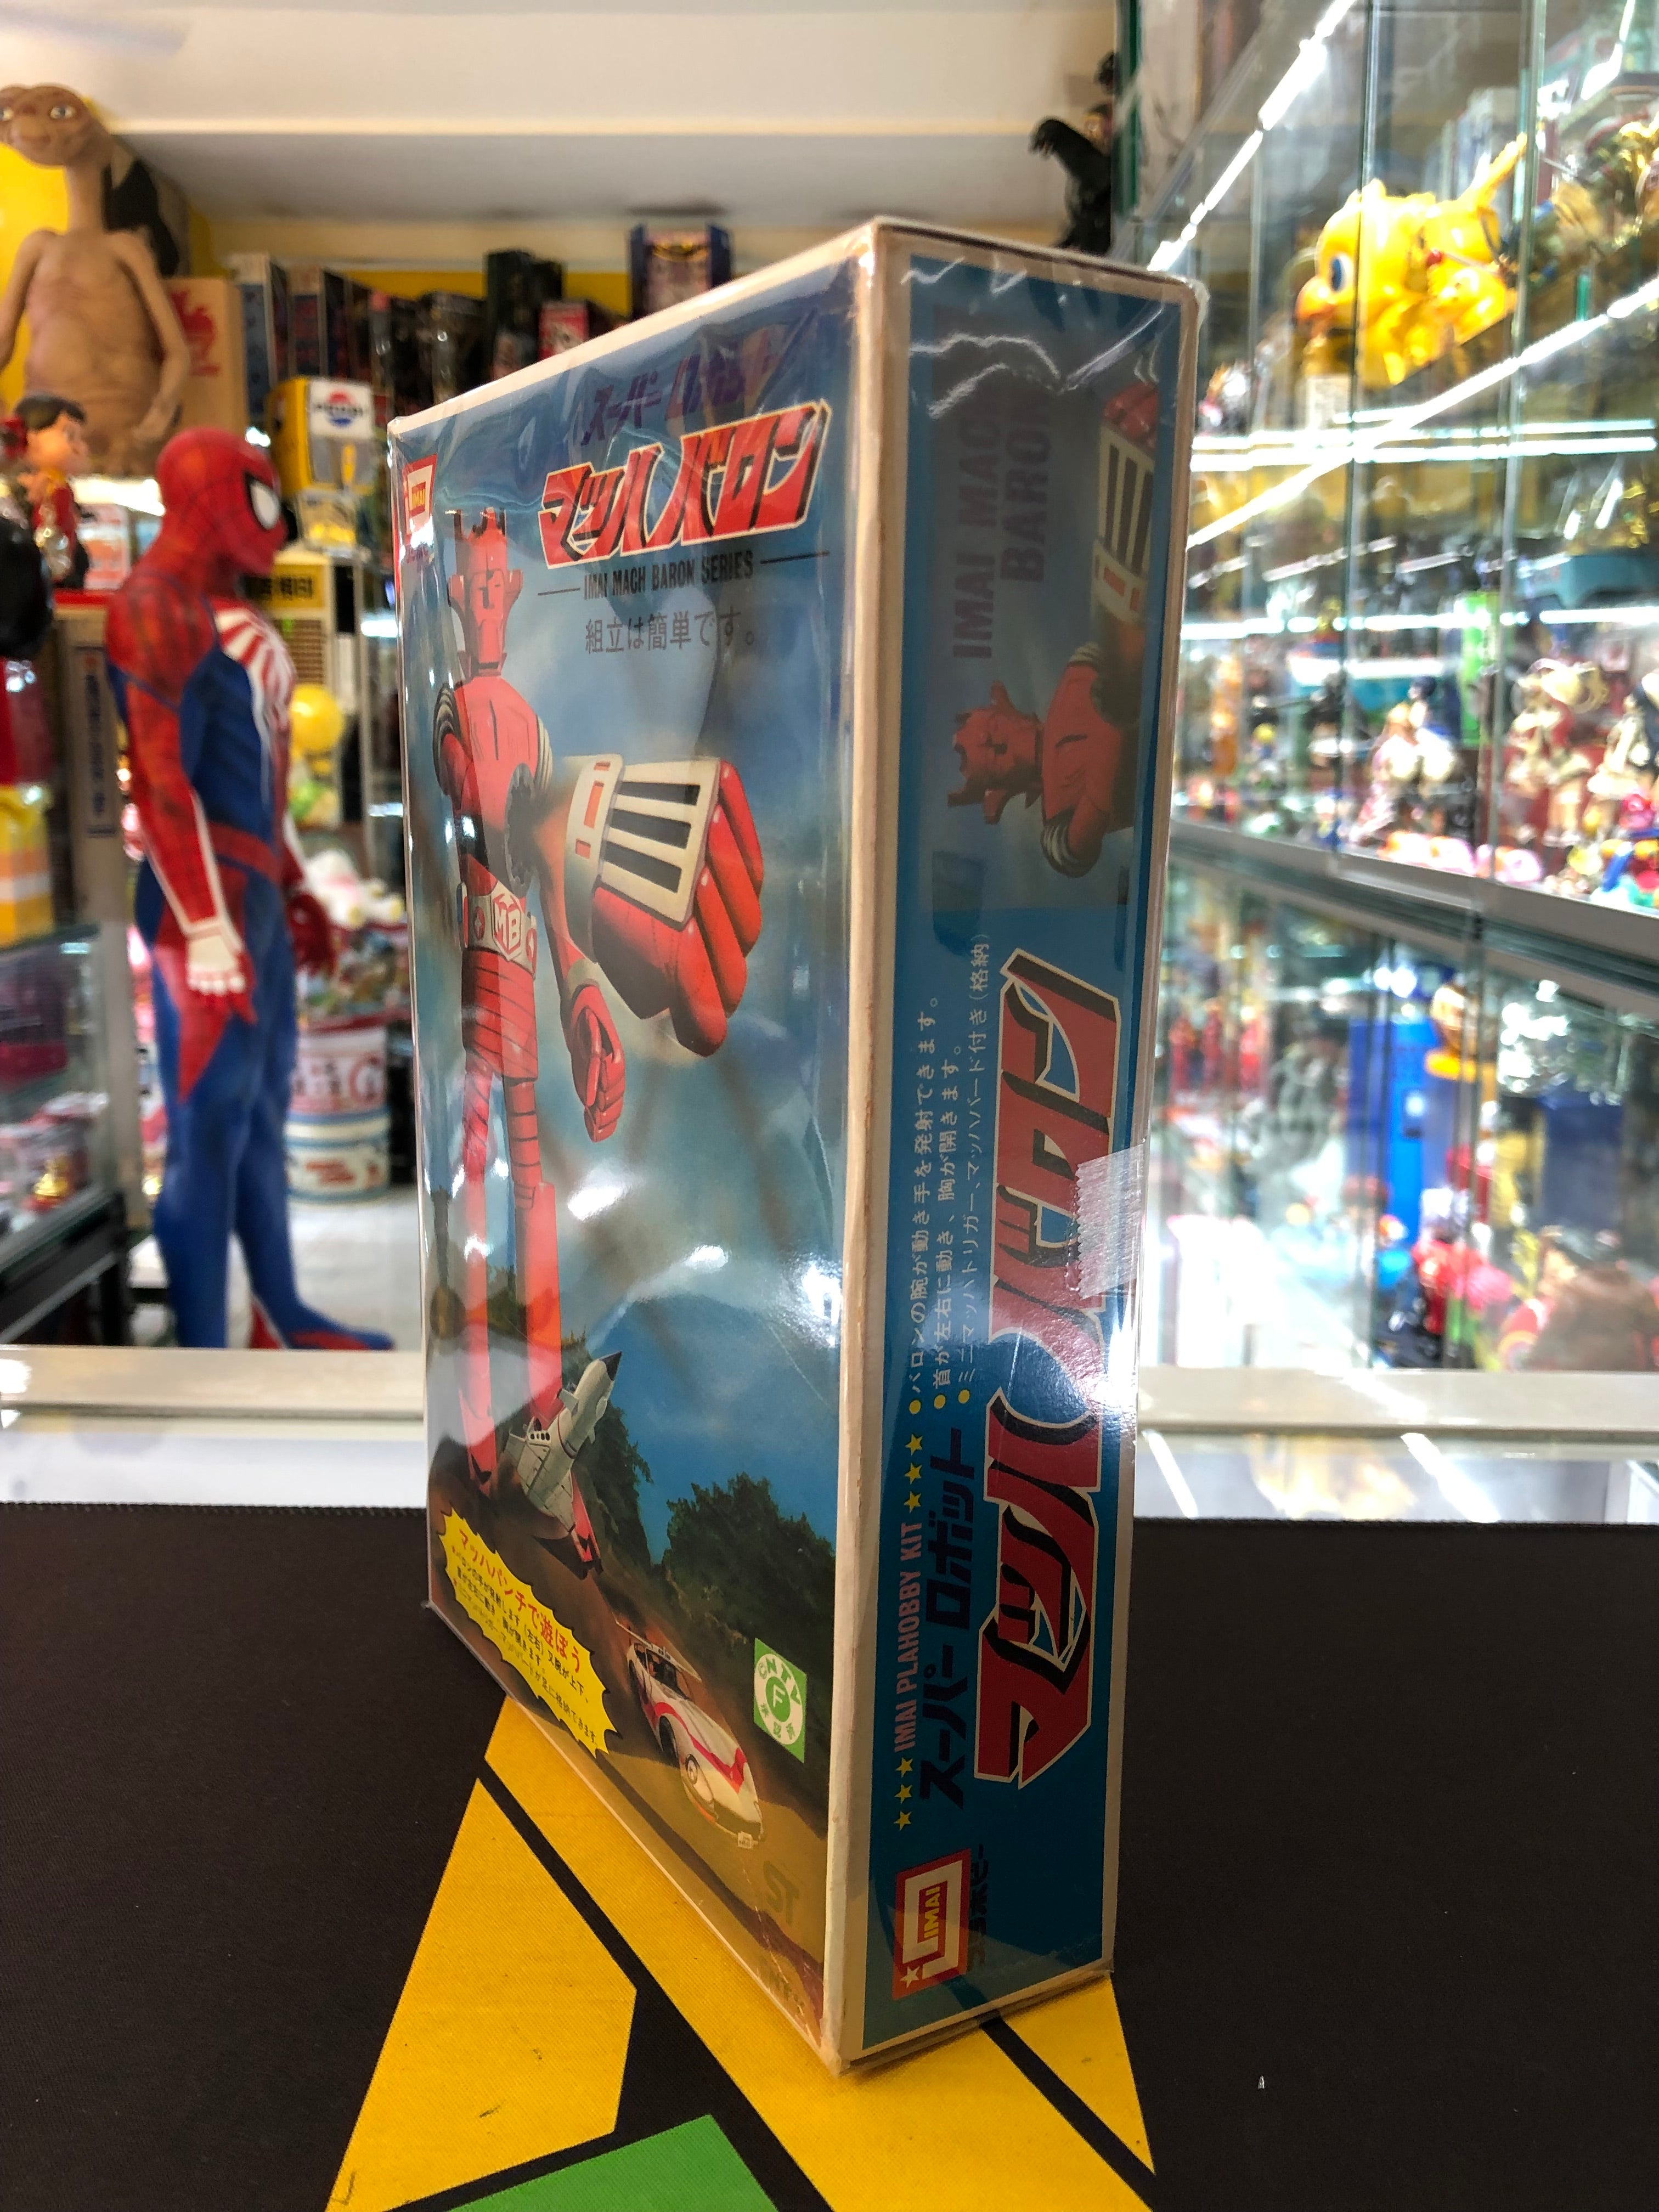 IMAI
スーパーロボット
マッハバロン
IMAI MACH BARON SERIES
組立は簡単です。
MB
マッハパンチで遊ぼう
NTV
F
ST
IMAI MACH
BARON
●バロンの腕が動き手を発射できます。
●首が左右に動き、胸が開きます。
●ミニマッハトリガー、マッハバード付き(格納)
★★★★ IMAI PLAHOBBY KIT ★★★★
スーパーロボット
マッハバロン
IMAI